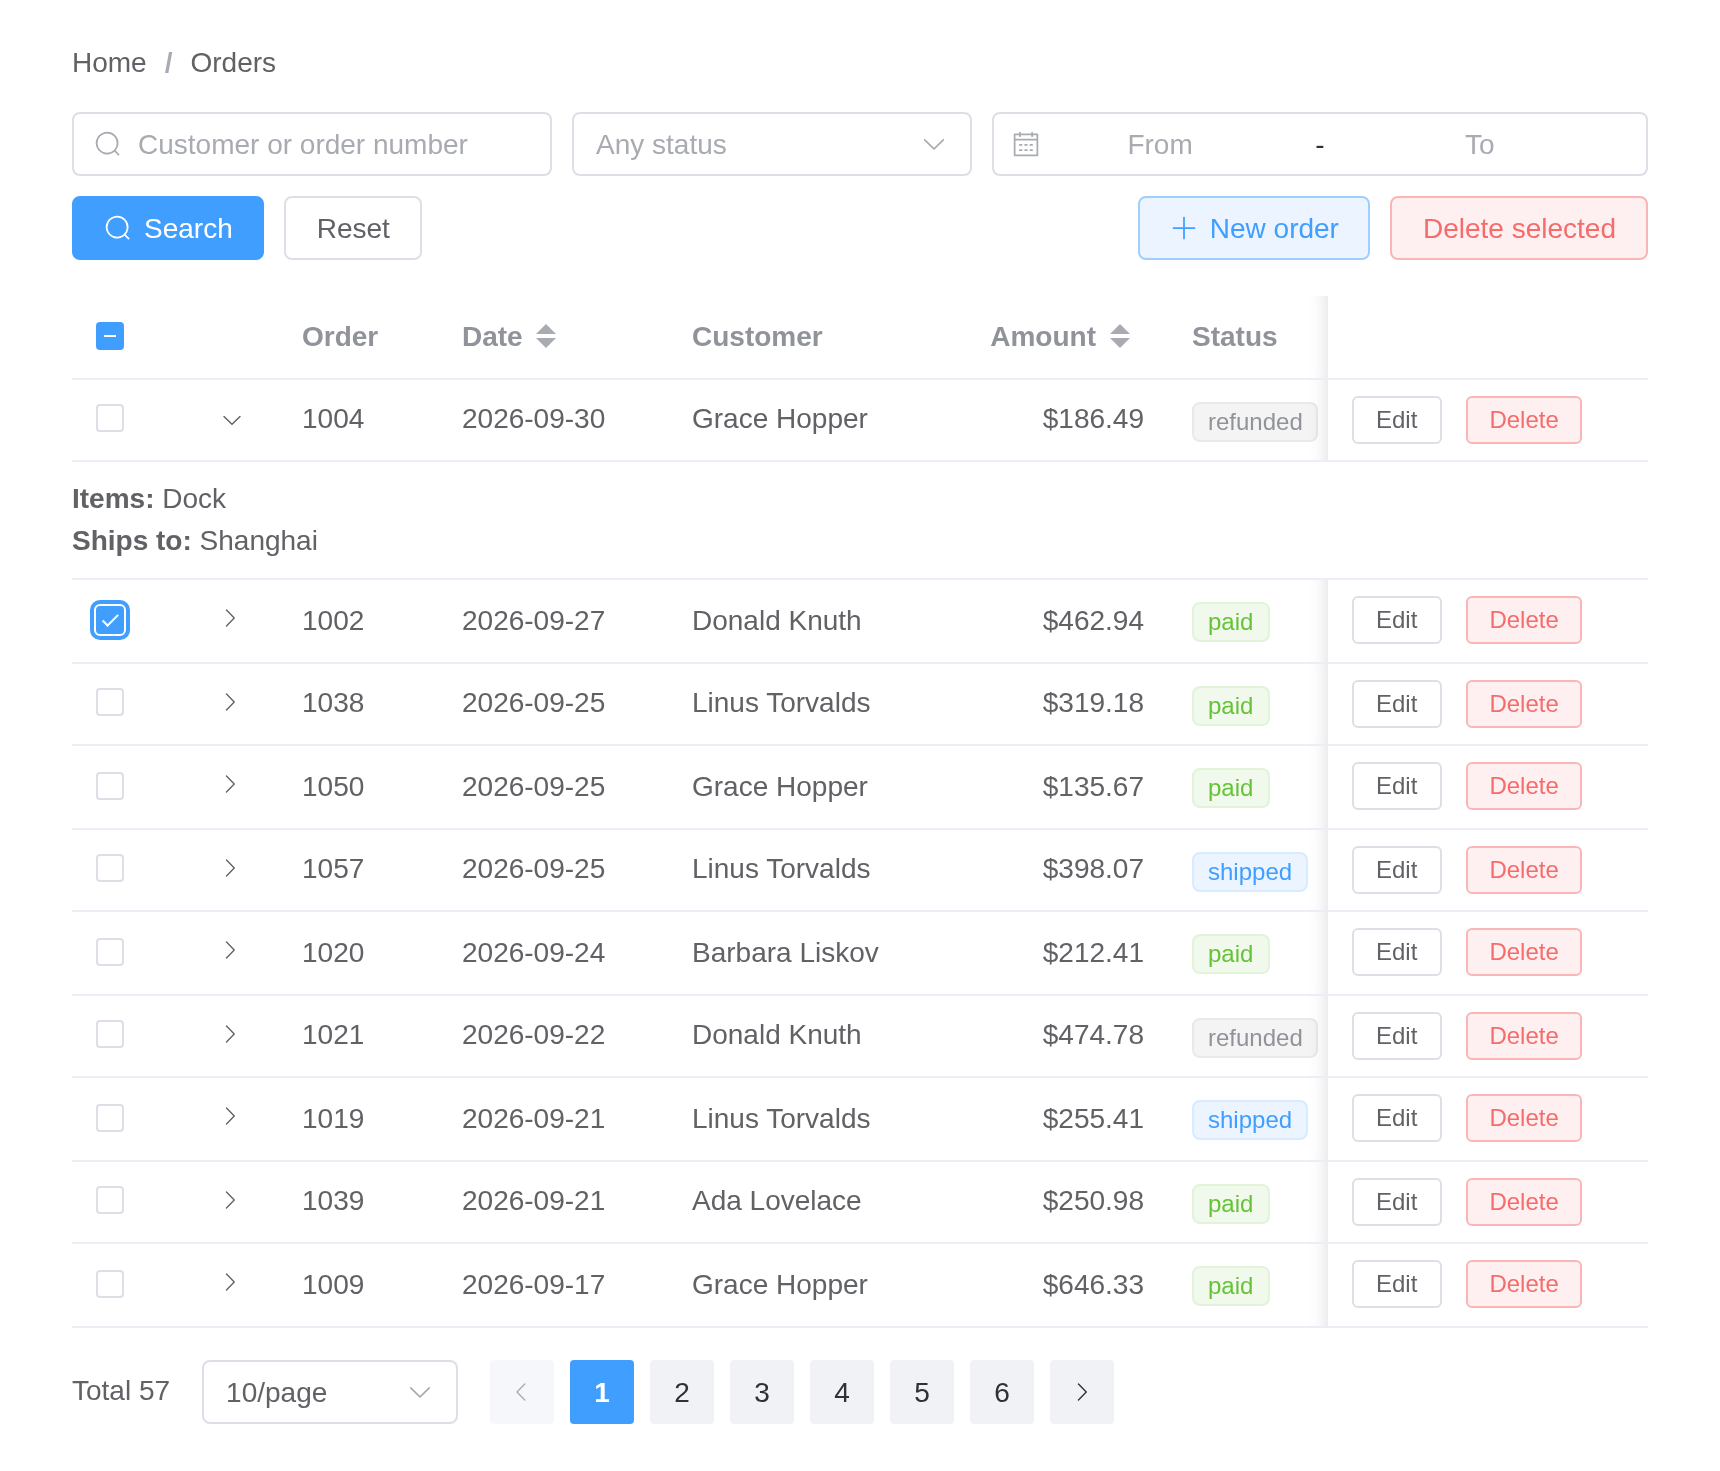 Home / Orders
Customer or order number Any status From - To
Search Reset New order Delete selected
Order Date Customer Amount Status
1004 2026-09-30 Grace Hopper $186.49 refunded Edit Delete
Items: Dock
Ships to: Shanghai
1002 2026-09-27 Donald Knuth $462.94 paid Edit Delete
1038 2026-09-25 Linus Torvalds $319.18 paid Edit Delete
1050 2026-09-25 Grace Hopper $135.67 paid Edit Delete
1057 2026-09-25 Linus Torvalds $398.07 shipped Edit Delete
1020 2026-09-24 Barbara Liskov $212.41 paid Edit Delete
1021 2026-09-22 Donald Knuth $474.78 refunded Edit Delete
1019 2026-09-21 Linus Torvalds $255.41 shipped Edit Delete
1039 2026-09-21 Ada Lovelace $250.98 paid Edit Delete
1009 2026-09-17 Grace Hopper $646.33 paid Edit Delete
Total 57 10/page 1 2 3 4 5 6